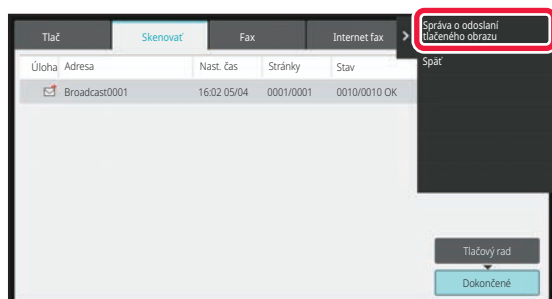 Tlač
Skenovať
Fax
Internet fax
Správa o odoslaní
tlačeného obrazu
Späť
Úloha Adresa Nast. čas Stránky Stav
Broadcast0001 16:02 05/04 0001/0001 0010/0010 OK
Tlačový rad
Dokončené